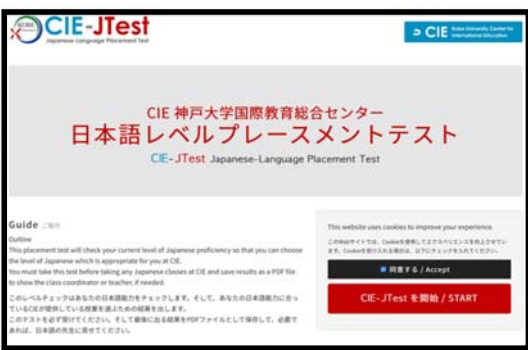 CIE-JTest
Japanese-Language Placement Test
CIE Kobe University Center for
International Education
CIE 神戸大学国際教育総合センター
日本語レベルプレースメントテスト
CIE-JTest Japanese-Language Placement Test
Guide ご案内
Outline
This placement test will check your current level of Japanese proficiency so that you can choose
the level of Japanese which is appropriate for you at CIE.
You must take this test before taking any Japanese classes at CIE and save results as a PDF file
to show the class coordinator or teacher, if needed.
このレベルチェックはあなたの日本語能力をチェックします。そして、あなたの日本語能力に合っ
ているCIEが提供している授業を選ぶための結果を出します。
このテストを必ず受けてください。そして最後に出る結果をPDFファイルとして保存して、必要で
あれば、日本語の先生に見せてください。
This website uses cookies to improve your experience.
このWebサイトでは、Cookieを使用してエクスペリエンスを向上させてい
ます。Cookieを受け入れる場合は、以下にチェックを入れてください。
同意する / Accept
CIE-JTest を開始 / START